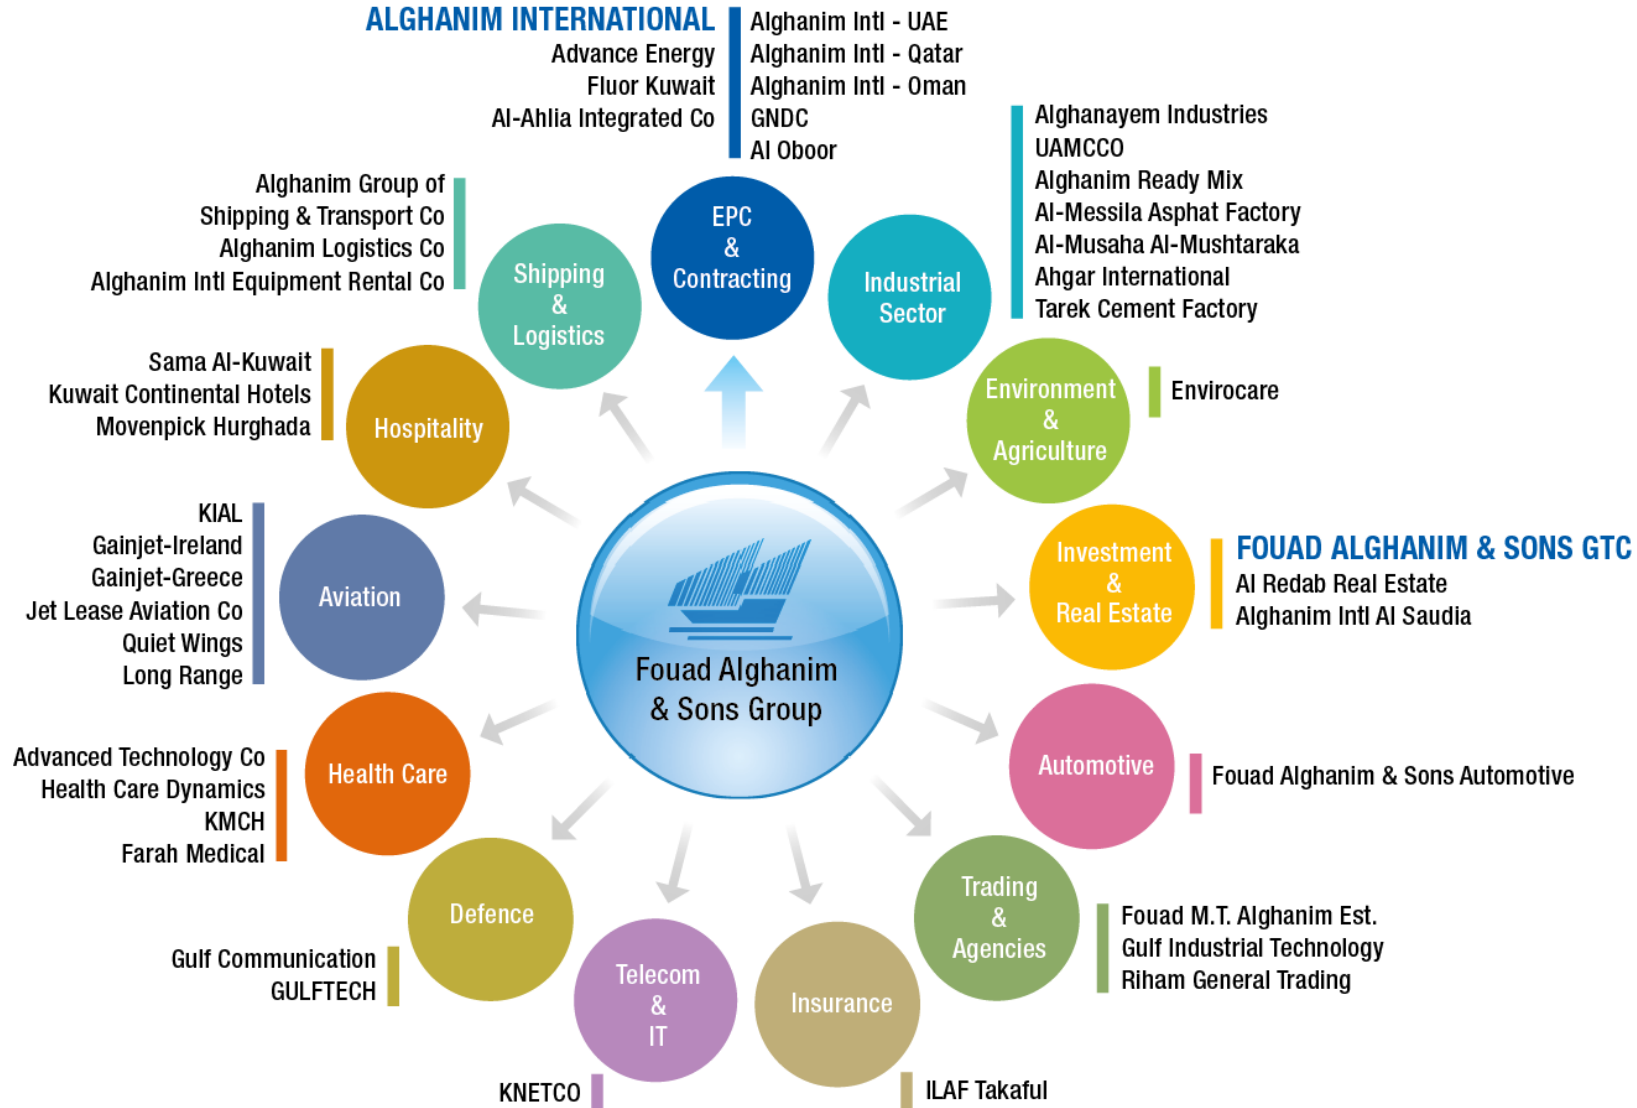 ALGHANIM INTERNATIONAL
Advance Energy
Fluor Kuwait
Al-Ahlia Integrated Co
Alghanim Intl - UAE
Alghanim Intl - Qatar
Alghanim Intl - Oman
GNDC
Al Oboor
EPC
&
Contracting
Alghanayem Industries
UAMCCO
Alghanim Ready Mix
Al-Messila Asphat Factory
Al-Musaha Al-Mushtaraka
Ahgar International
Tarek Cement Factory
Industrial
Sector
Environment
&
Agriculture
Envirocare
Investment
&
Real Estate
FOUAD ALGHANIM & SONS GTC
Al Redab Real Estate
Alghanim Intl Al Saudia
Automotive
Fouad Alghanim & Sons Automotive
Trading
&
Agencies
Fouad M.T. Alghanim Est.
Gulf Industrial Technology
Riham General Trading
Insurance
ILAF Takaful
Telecom
&
IT
KNETCO
Defence
Gulf Communication
GULFTECH
Health Care
Advanced Technology Co
Health Care Dynamics
KMCH
Farah Medical
Aviation
KIAL
Gainjet-Ireland
Gainjet-Greece
Jet Lease Aviation Co
Quiet Wings
Long Range
Hospitality
Sama Al-Kuwait
Kuwait Continental Hotels
Movenpick Hurghada
Shipping
&
Logistics
Alghanim Group of
Shipping & Transport Co
Alghanim Logistics Co
Alghanim Intl Equipment Rental Co
Fouad Alghanim
& Sons Group